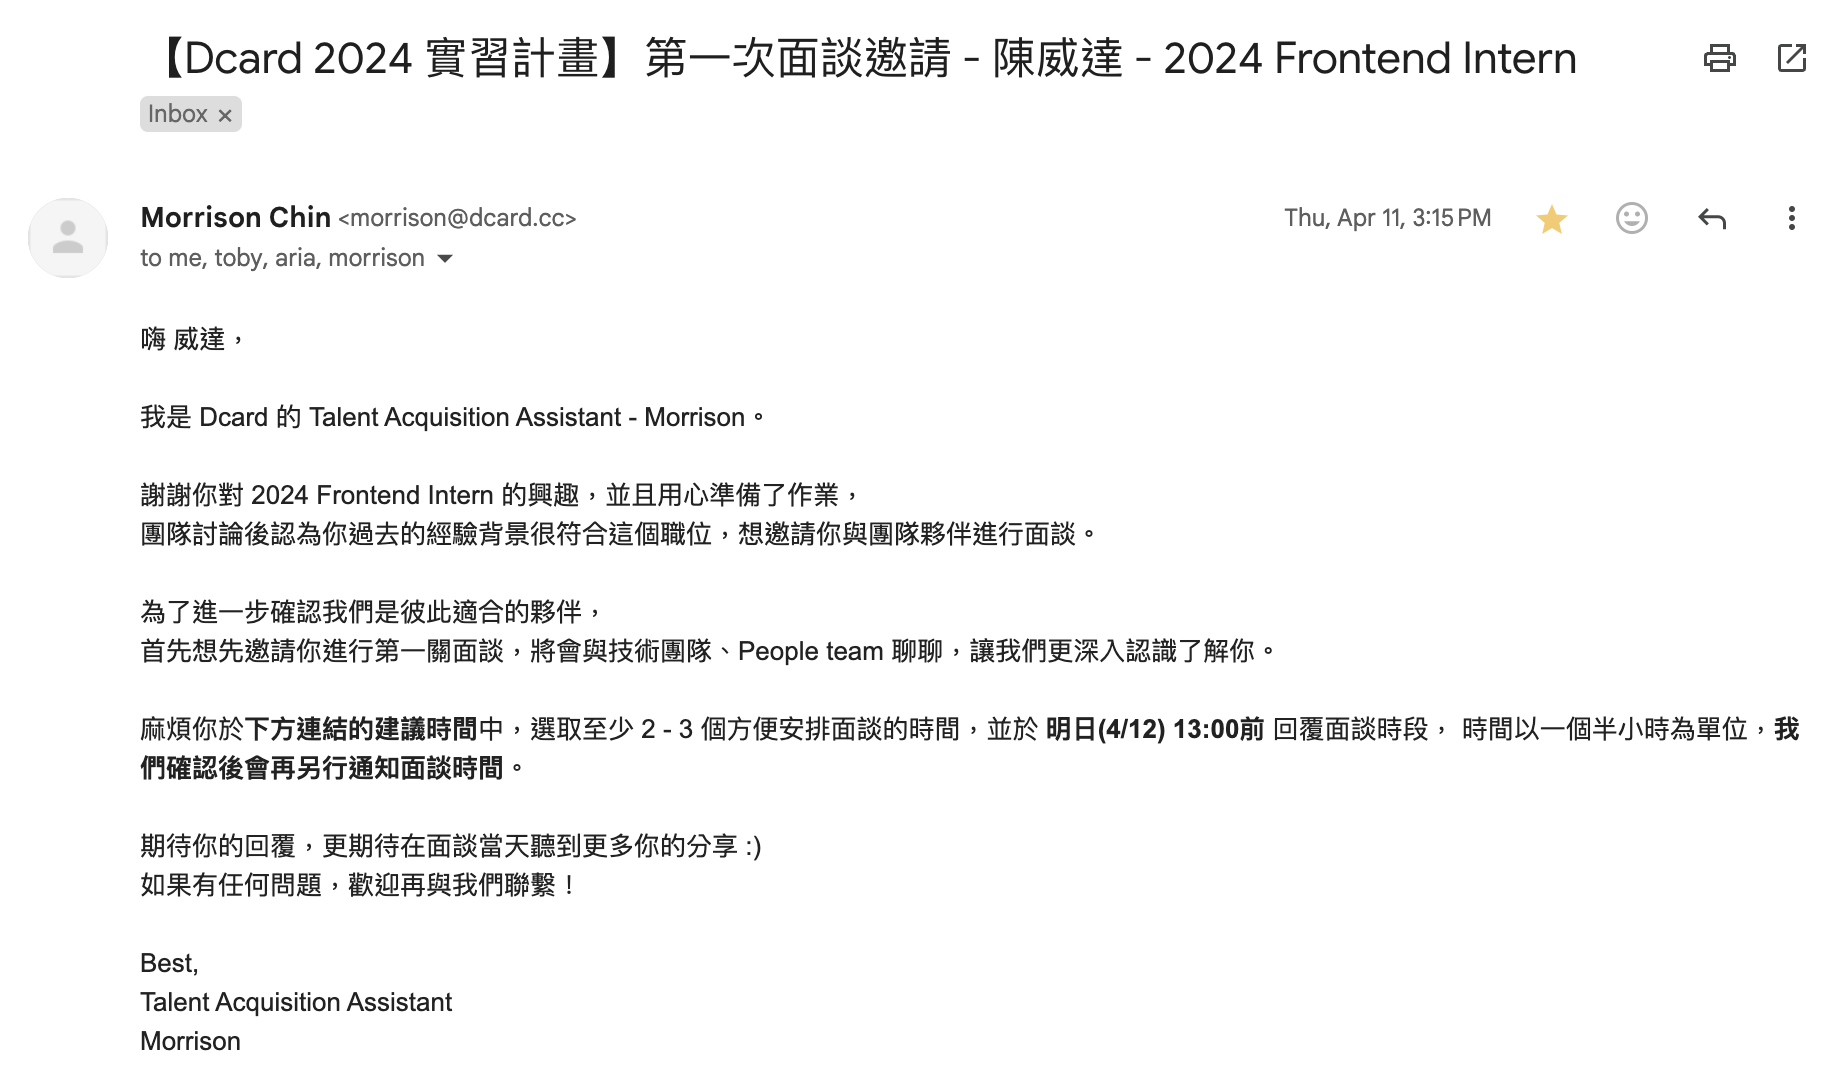 【Dcard 2024 實習計畫】第一次面談邀請 - 陳威達 - 2024 Frontend Intern
Inbox ×
Morrison Chin <morrison@dcard.cc>
Thu, Apr 11, 3:15 PM
to me, toby, aria, morrison
嗨 威達，
我是 Dcard 的 Talent Acquisition Assistant - Morrison。
謝謝你對 2024 Frontend Intern 的興趣，並且用心準備了作業，
團隊討論後認為你過去的經驗背景很符合這個職位，想邀請你與團隊夥伴進行面談。
為了進一步確認我們是彼此適合的夥伴，
首先想先邀請你進行第一關面談，將會與技術團隊、People team 聊聊，讓我們更深入認識了解你。
麻煩你於下方連結的建議時間中，選取至少 2 - 3 個方便安排面談的時間，並於 明日(4/12) 13:00前 回覆面談時段， 時間以一個半小時為單位，我
們確認後會再另行通知面談時間。
期待你的回覆，更期待在面談當天聽到更多你的分享 :)
如果有任何問題，歡迎再與我們聯繫！
Best,
Talent Acquisition Assistant
Morrison